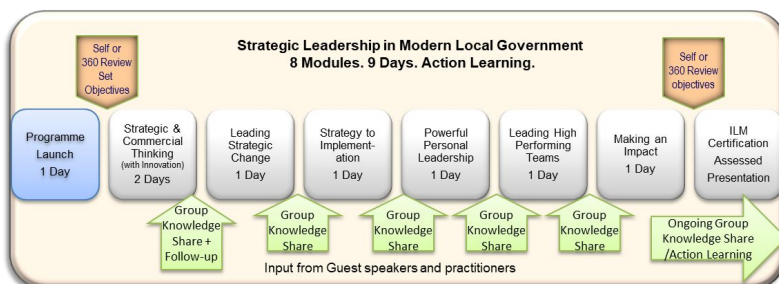 Strategic Leadership in Modern Local Government
8 Modules. 9 Days. Action Learning.
Self or
360 Review
Set
Objectives
Self or
360 Review
objectives
Programme
Launch
1 Day
Strategic &
Commercial
Thinking
(with Innovation)
2 Days
Leading
Strategic
Change
1 Day
Strategy to
Implement-
ation
1 Day
Powerful
Personal
Leadership
1 Day
Leading High
Performing
Teams
1 Day
Making an
Impact
1 Day
ILM
Certification
Assessed
Presentation
Group
Knowledge
Share +
Follow-up
Group
Knowledge
Share
Group
Knowledge
Share
Group
Knowledge
Share
Group
Knowledge
Share
Ongoing Group
Knowledge Share
/Action Learning
Input from Guest speakers and practitioners